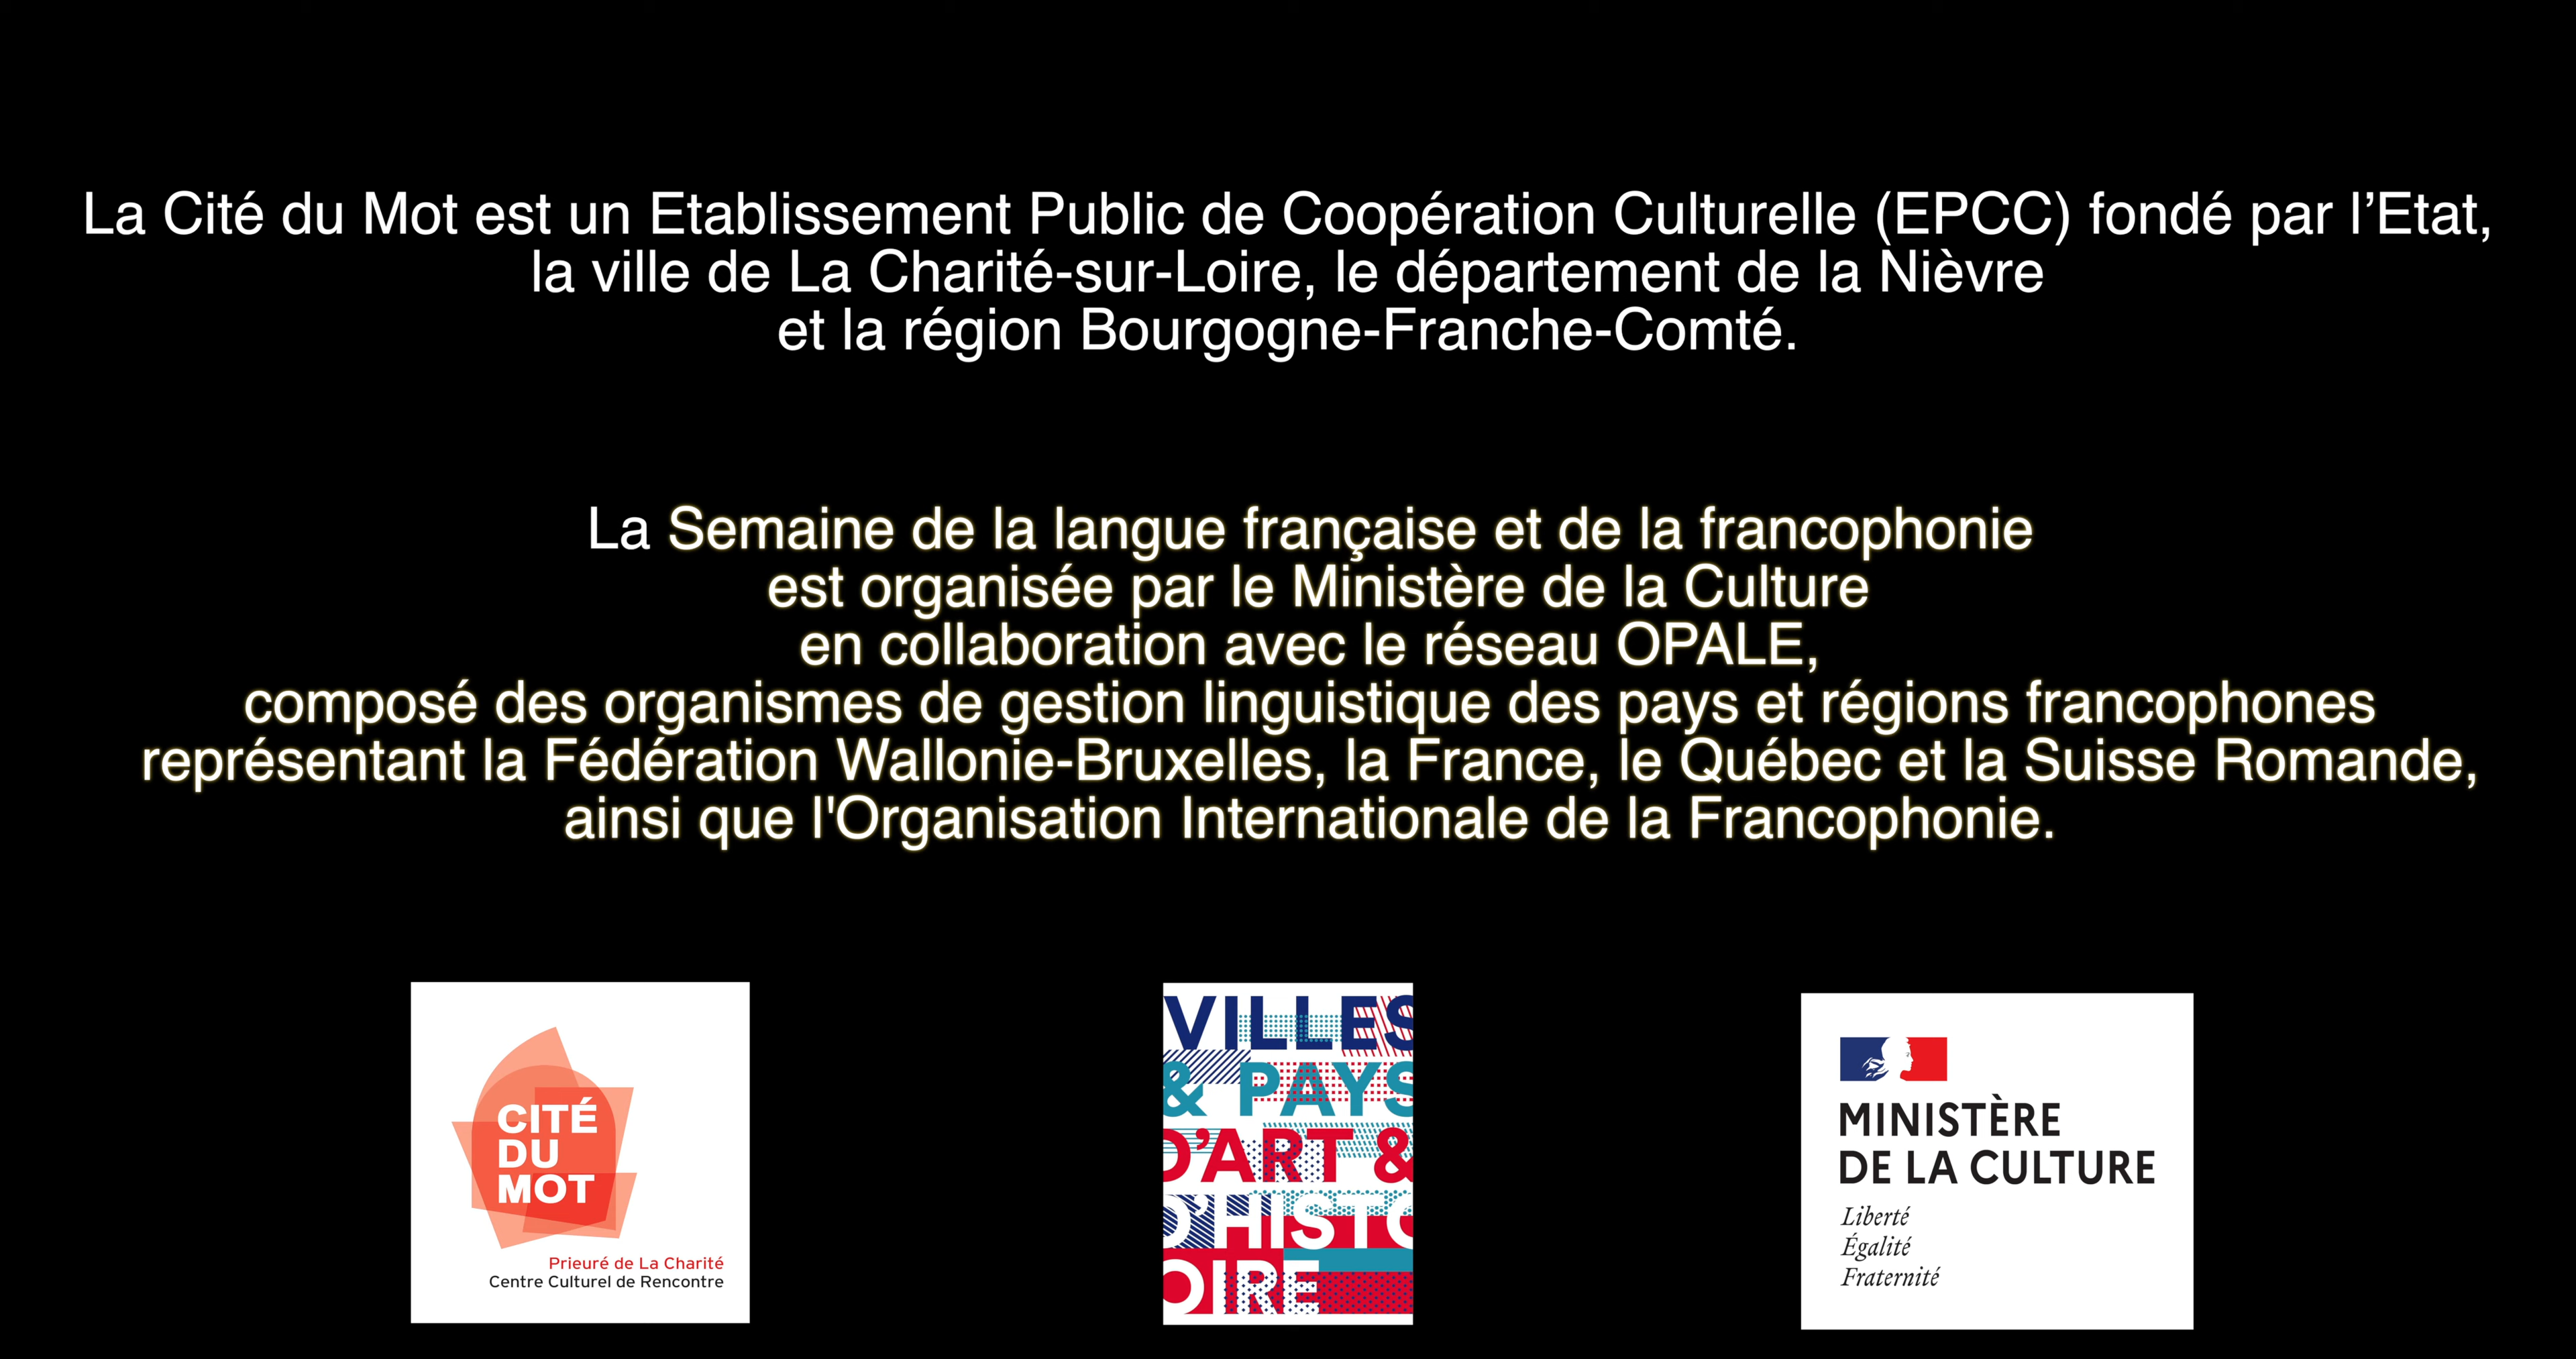 La Cité du Mot est un Etablissement Public de Coopération Culturelle (EPCC) fondé par l’Etat,
la ville de La Charité-sur-Loire, le département de la Nièvre
et la région Bourgogne-Franche-Comté.
La Semaine de la langue française et de la francophonie
est organisée par le Ministère de la Culture
en collaboration avec le réseau OPALE,
composé des organismes de gestion linguistique des pays et régions francophones
représentant la Fédération Wallonie-Bruxelles, la France, le Québec et la Suisse Romande,
ainsi que l'Organisation Internationale de la Francophonie.
CITÉ
DU
MOT
Prieuré de La Charité
Centre Culturel de Rencontre
VILLES
& PAYS
D’ART &
D’HISTO
OIRE
MINISTÈRE
DE LA CULTURE
Liberté
Égalité
Fraternité